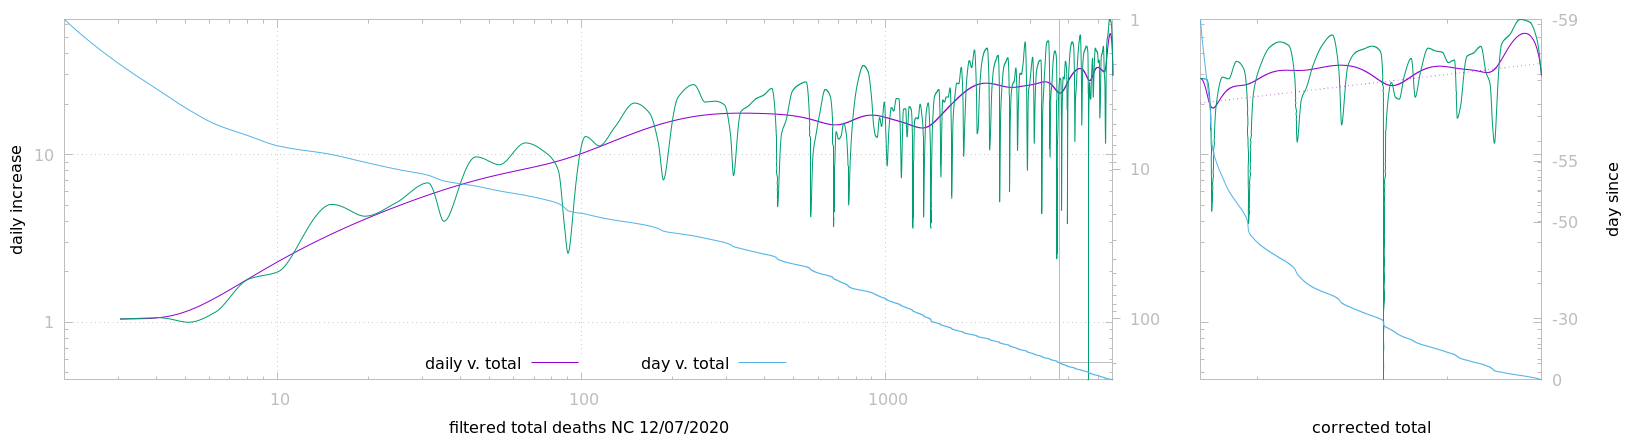 daily increase
10
1
daily v. total
day v. total
10
100
1000
filtered total deaths NC 12/07/2020
1
10
100
-59
-55
-50
-30
0
day since
corrected total